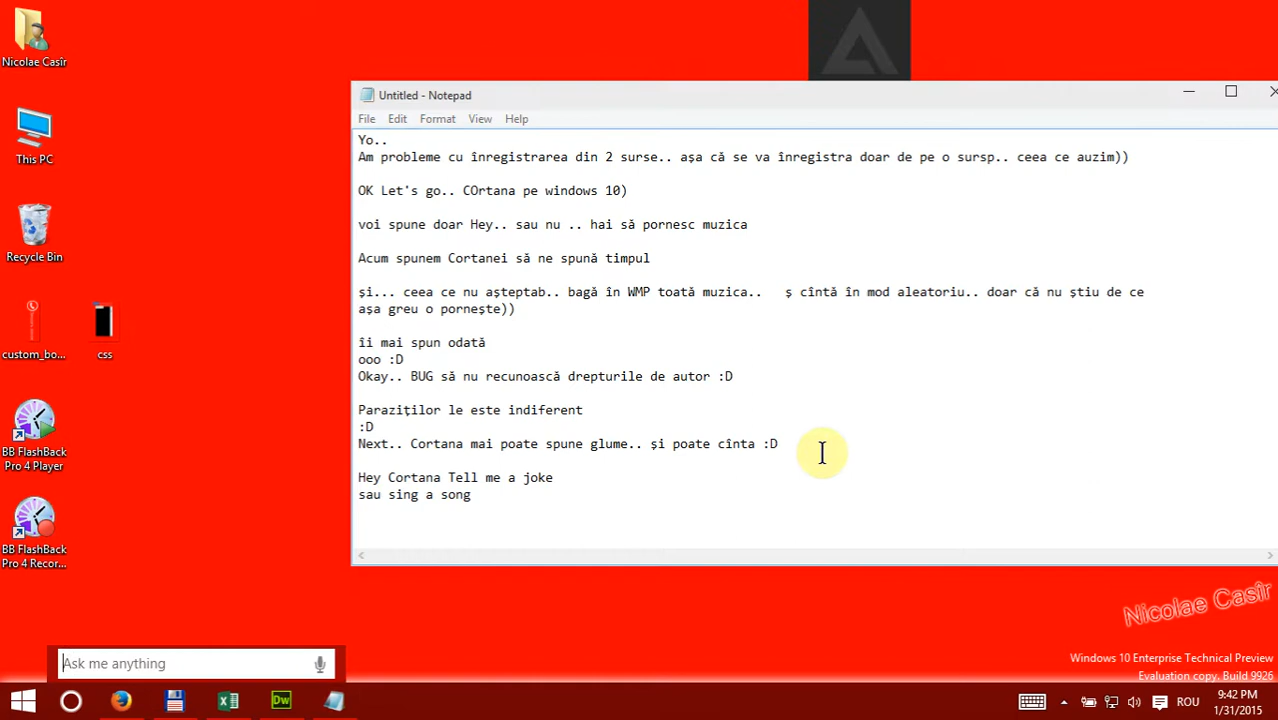 Nicolae Casîr
This PC
Recycle Bin
custom_bo...
css
BB FlashBack
Pro 4 Player
BB FlashBack
Pro 4 Recor...
Untitled - Notepad
File Edit Format View Help
Yo..
Am probleme cu înregistrarea din 2 surse.. așa că se va înregistra doar de pe o sursp.. ceea ce auzim))
OK Let's go.. COrtana pe windows 10)
voi spune doar Hey.. sau nu .. hai să pornesc muzica
Acum spunem Cortanei să ne spună timpul
și... ceea ce nu așteptab.. bagă în WMP toată muzica.. ș cîntă în mod aleatoriu.. doar că nu știu de ce
așa greu o pornește))
îi mai spun odată
ooo :D
Okay.. BUG să nu recunoască drepturile de autor :D
Paraziților le este indiferent
:D
Next.. Cortana mai poate spune glume.. și poate cînta :D
Hey Cortana Tell me a joke
sau sing a song
Nicolae Casîr
Windows 10 Enterprise Technical Preview
Evaluation copy. Build 9926
Ask me anything
Dw
ROU
9:42 PM
1/31/2015